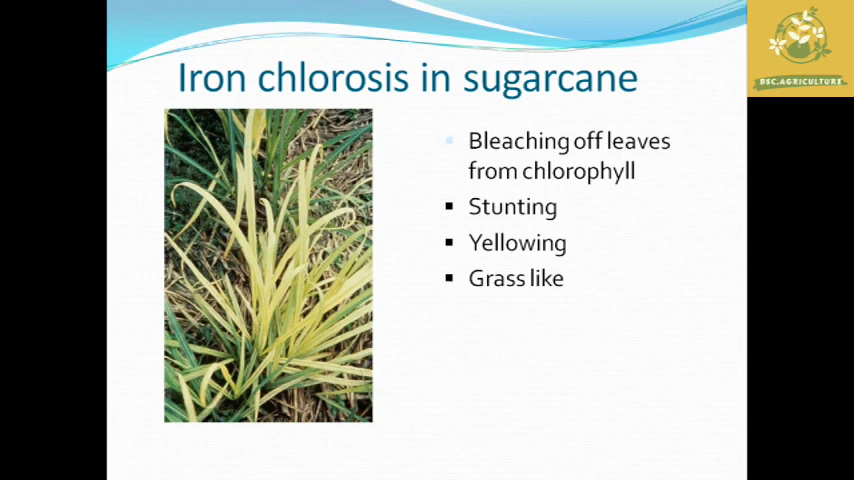 Iron chlorosis in sugarcane
BSC.AGRICULTURE
Bleaching off leaves
from chlorophyll
Stunting
Yellowing
Grass like